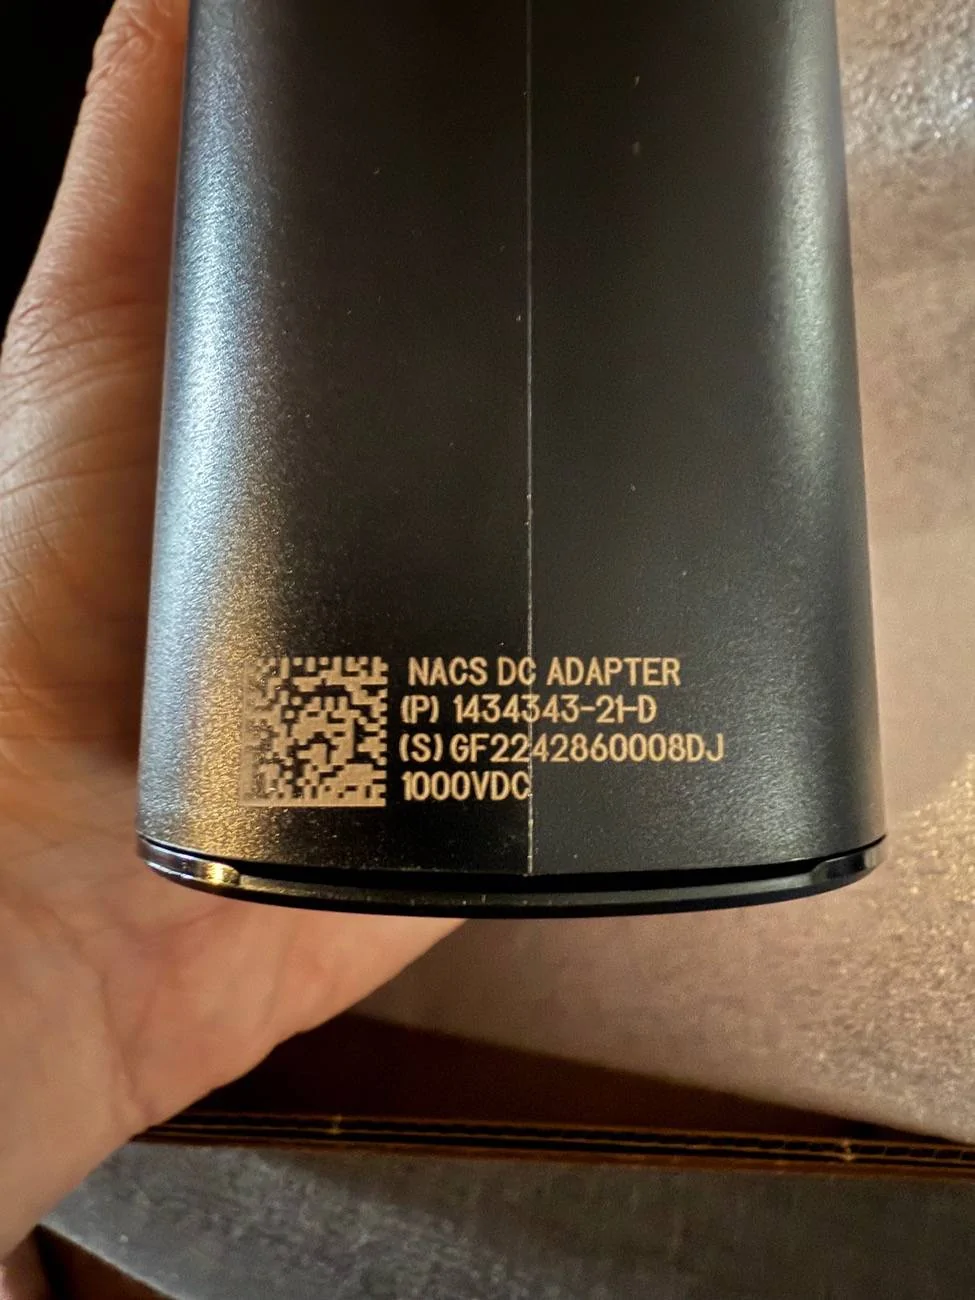 NACS DC ADAPTER
(P) 1434343-21-D
(S) GF2242860008DJ
1000VDC